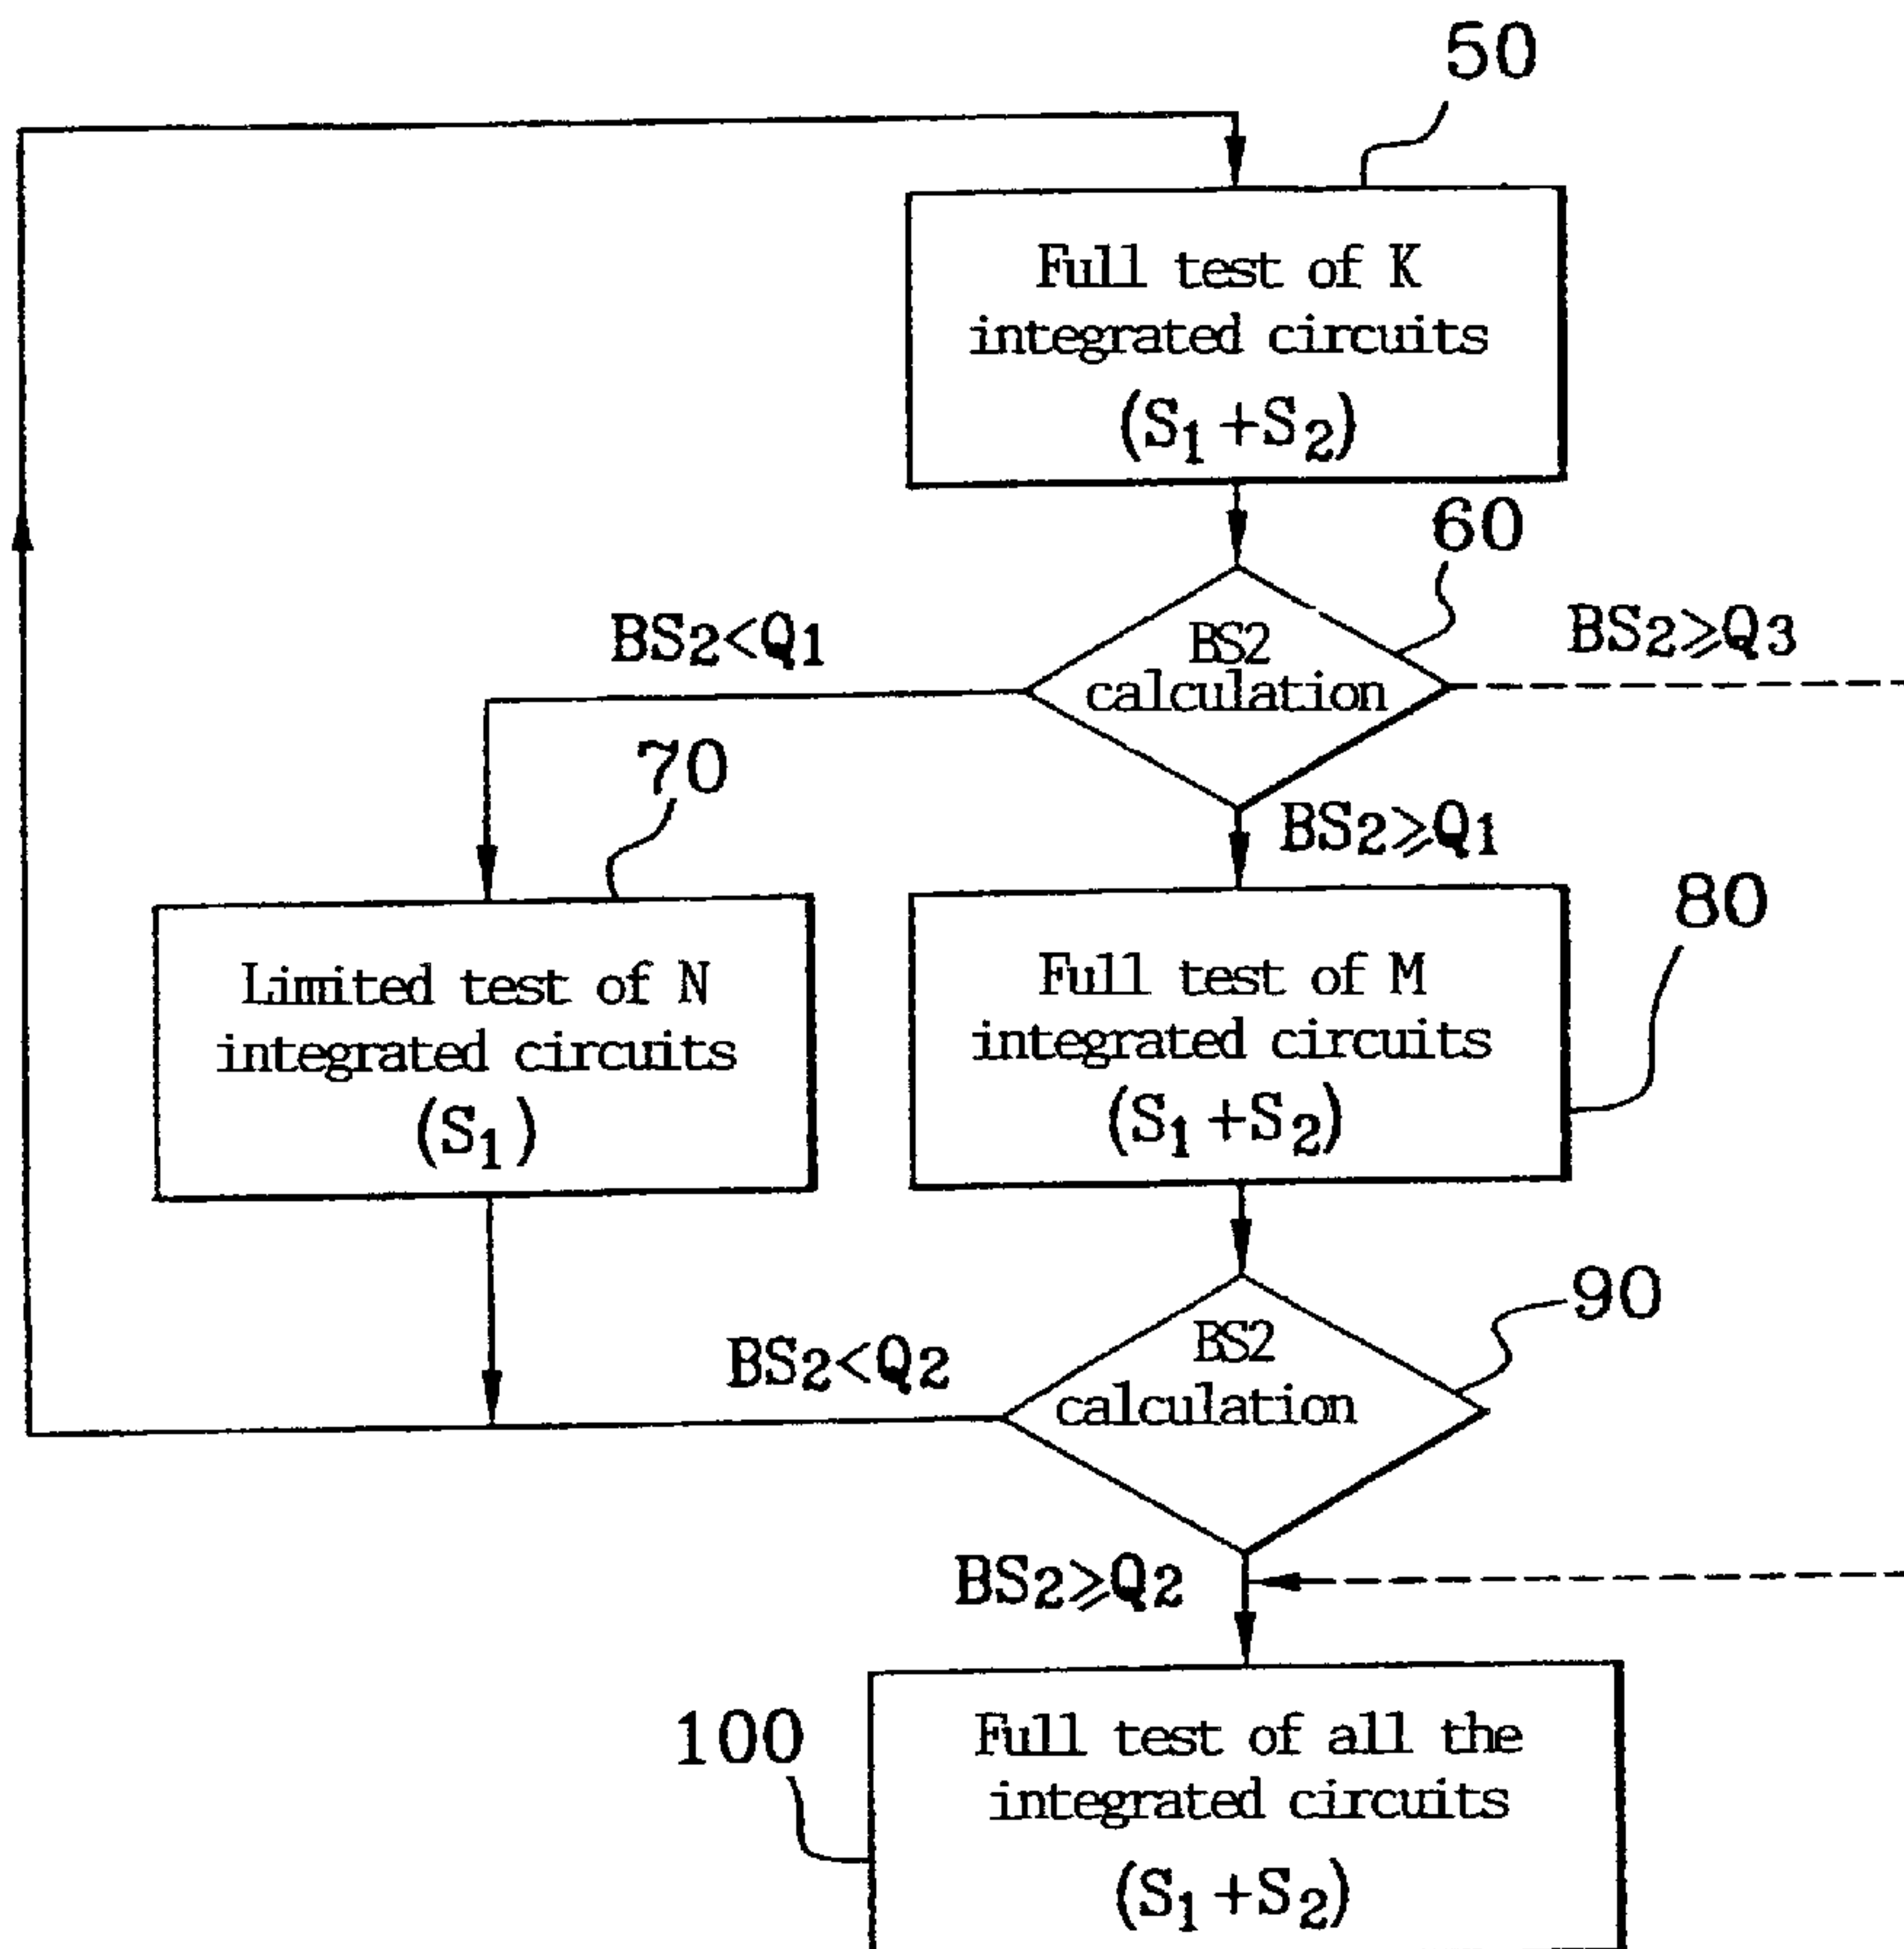 50
Full test of K
integrated circuits
(S1+S2)
60
BS2<Q1
BS2
calculation
BS2⩾Q3
70
BS2⩾Q1
80
Limited test of N
integrated circuits
(S1)
Full test of M
integrated circuits
(S1+S2)
90
BS2<Q2
BS2
calculation
BS2⩾Q2
100
Full test of all the
integrated circuits
(S1+S2)